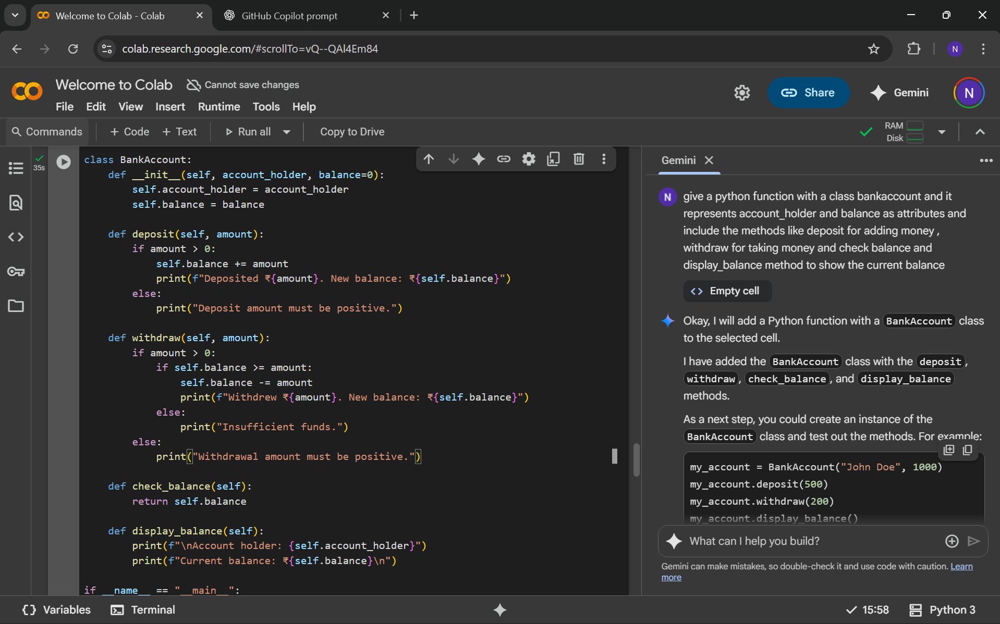 Welcome to Colab - Colab
GitHub Copilot prompt
colab.research.google.com/#scrollTo=vQ--QAl4Em84
N
Welcome to Colab
Cannot save changes
File Edit View Insert Runtime Tools Help
Share
Gemini
N
Commands
+ Code + Text
Run all
Copy to Drive
RAM
Disk
35s
class BankAccount:
    def __init__(self, account_holder, balance=0):
        self.account_holder = account_holder
        self.balance = balance
    def deposit(self, amount):
        if amount > 0:
            self.balance += amount
            print(f"Deposited ₹{amount}. New balance: ₹{self.balance}")
        else:
            print("Deposit amount must be positive.")
    def withdraw(self, amount):
        if amount > 0:
            if self.balance >= amount:
                self.balance -= amount
                print(f"Withdrew ₹{amount}. New balance: ₹{self.balance}")
            else:
                print("Insufficient funds.")
        else:
            print("Withdrawal amount must be positive.")
    def check_balance(self):
        return self.balance
    def display_balance(self):
        print(f"\nAccount holder: {self.account_holder}")
        print(f"Current balance: ₹{self.balance}\n")
if __name__ == "__main__":
Gemini
N
give a python function with a class bankaccount and it
represents account_holder and balance as attributes and
include the methods like deposit for adding money ,
withdraw for taking money and check balance and
display_balance method to show the current balance
<> Empty cell
Okay, I will add a Python function with a BankAccount class
to the selected cell.
I have added the BankAccount class with the deposit,
withdraw, check_balance, and display_balance
methods.
As a next step, you could create an instance of the
BankAccount class and test out the methods. For example:
my_account = BankAccount("John Doe", 1000)
my_account.deposit(500)
my_account.withdraw(200)
my_account.display_balance()
What can I help you build?
Gemini can make mistakes, so double-check it and use code with caution. Learn
more
{} Variables
Terminal
15:58
Python 3